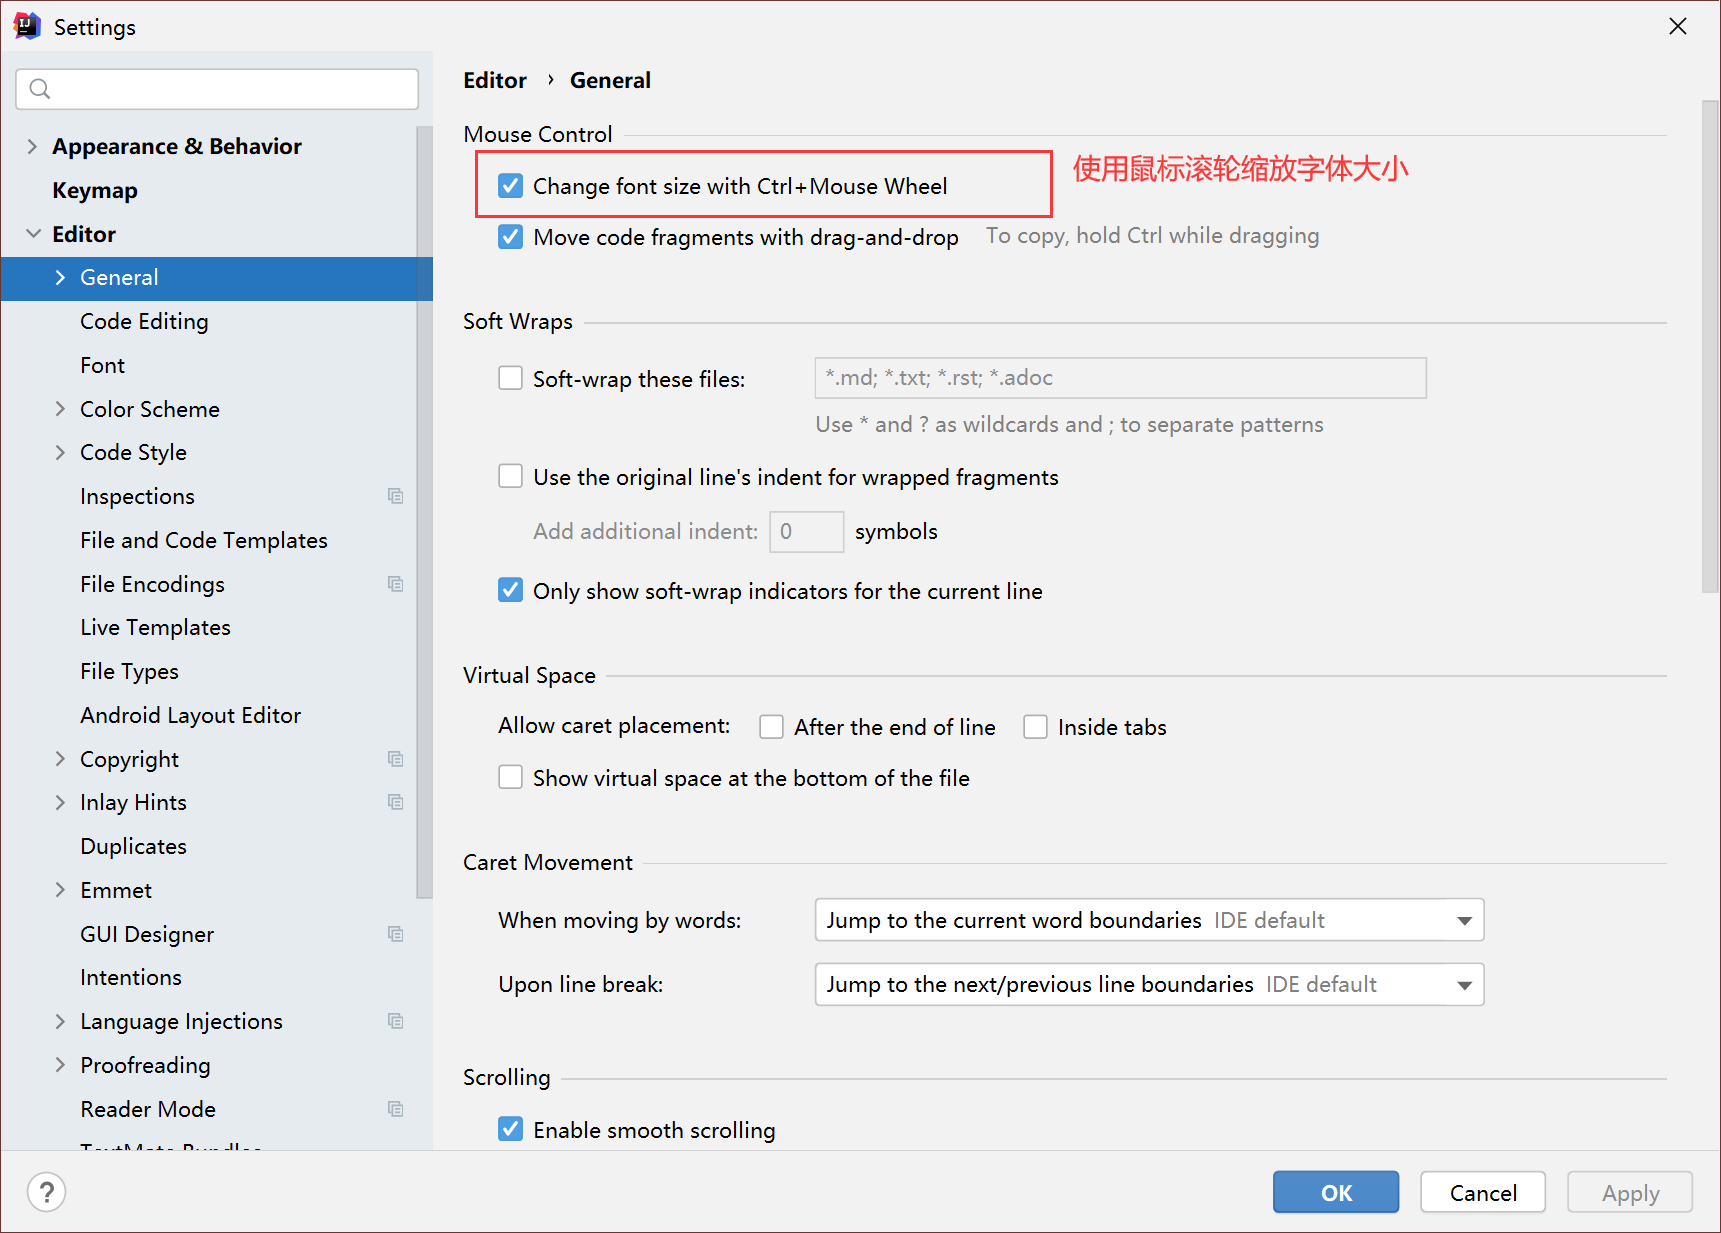 Settings
Appearance & Behavior
Keymap
Editor
General
Code Editing
Font
Color Scheme
Code Style
Inspections
File and Code Templates
File Encodings
Live Templates
File Types
Android Layout Editor
Copyright
Inlay Hints
Duplicates
Emmet
GUI Designer
Intentions
Language Injections
Proofreading
Reader Mode
TextMate Bundles
Editor › General
Mouse Control
Change font size with Ctrl+Mouse Wheel
使用鼠标滚轮缩放字体大小
Move code fragments with drag-and-drop To copy, hold Ctrl while dragging
Soft Wraps
Soft-wrap these files: *.md; *.txt; *.rst; *.adoc
Use * and ? as wildcards and ; to separate patterns
Use the original line's indent for wrapped fragments
Add additional indent: 0 symbols
Only show soft-wrap indicators for the current line
Virtual Space
Allow caret placement: After the end of line Inside tabs
Show virtual space at the bottom of the file
Caret Movement
When moving by words: Jump to the current word boundaries IDE default
Upon line break: Jump to the next/previous line boundaries IDE default
Scrolling
Enable smooth scrolling
? OK Cancel Apply